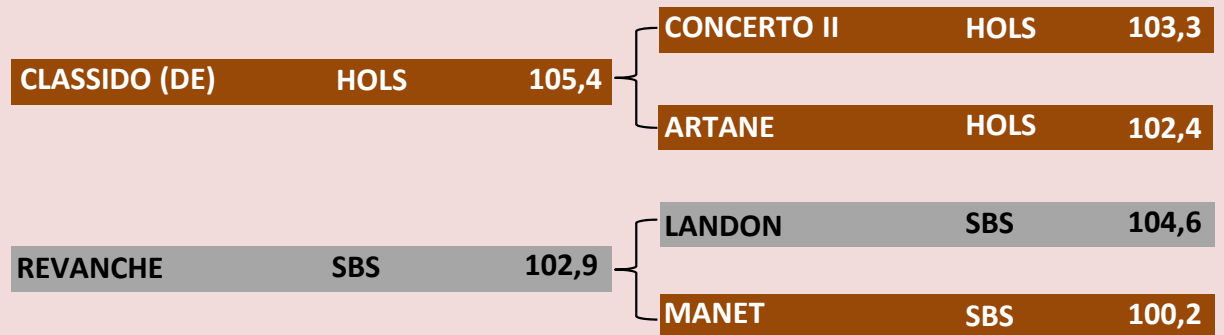 CONCERTO II HOLS 103,3
CLASSIDO (DE) HOLS 105,4
ARTANE HOLS 102,4
LANDON SBS 104,6
REVANCHE SBS 102,9
MANET SBS 100,2